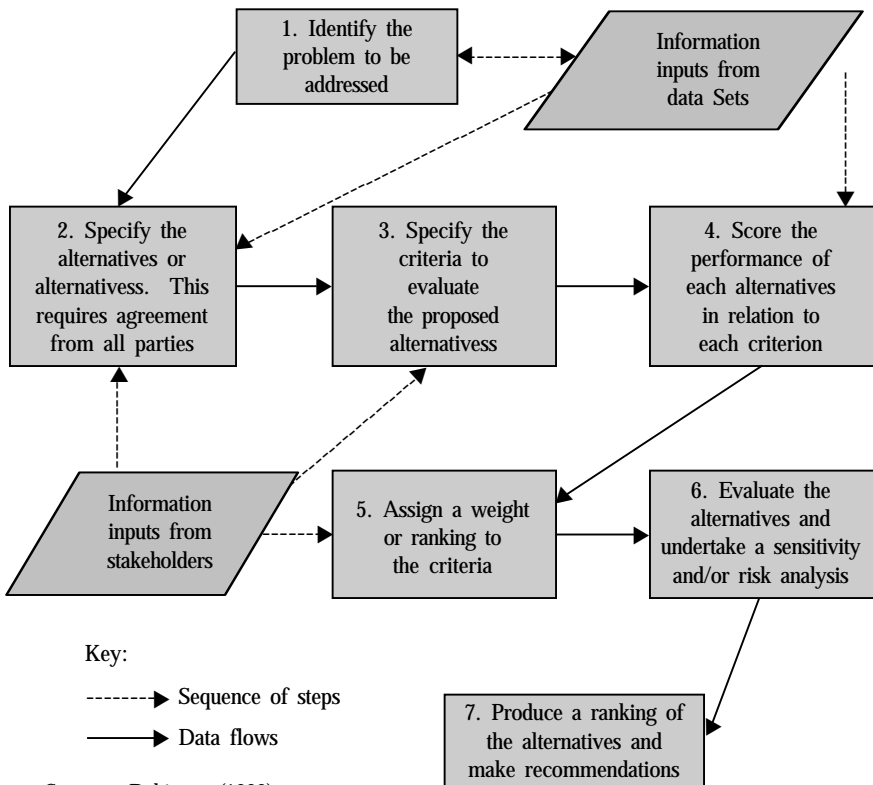 1. Identify the
problem to be
addressed
Information
inputs from
data Sets
2. Specify the
alternatives or
alternativess. This
requires agreement
from all parties
3. Specify the
criteria to
evaluate
the proposed
alternativess
4. Score the
performance of
each alternatives
in relation to
each criterion
Information
inputs from
stakeholders
5. Assign a weight
or ranking to
the criteria
6. Evaluate the
alternatives and
undertake a sensitivity
and/or risk analysis
Key:
Sequence of steps
Data flows
7. Produce a ranking of
the alternatives and
make recommendations